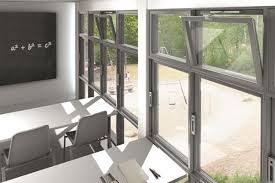 a² + b² = c²